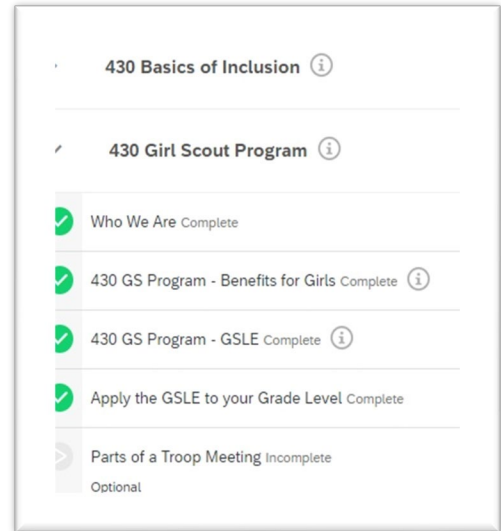 430 Basics of Inclusion
430 Girl Scout Program
Who We Are Complete
430 GS Program - Benefits for Girls Complete
430 GS Program - GSLE Complete
Apply the GSLE to your Grade Level Complete
Parts of a Troop Meeting Incomplete
Optional